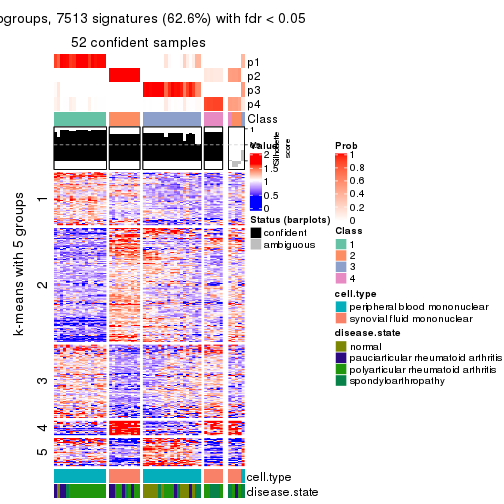 ogroups, 7513 signatures (62.6%) with fdr < 0.05
52 confident samples
p1
p2
p3
p4
Class
1
Silhouette
score
k-means with 5 groups
1
2
3
4
5
cell.type
disease.state
Value
2
1.5
1
0.5
0
Status (barplots)
confident
ambiguous
Prob
1
0.8
0.6
0.4
0.2
0
Class
1
2
3
4
cell.type
peripheral blood mononuclear
synovial fluid mononuclear
disease.state
normal
pauciarticular rheumatoid arthritis
polyarticular rheumatoid arthritis
spondyloarthropathy